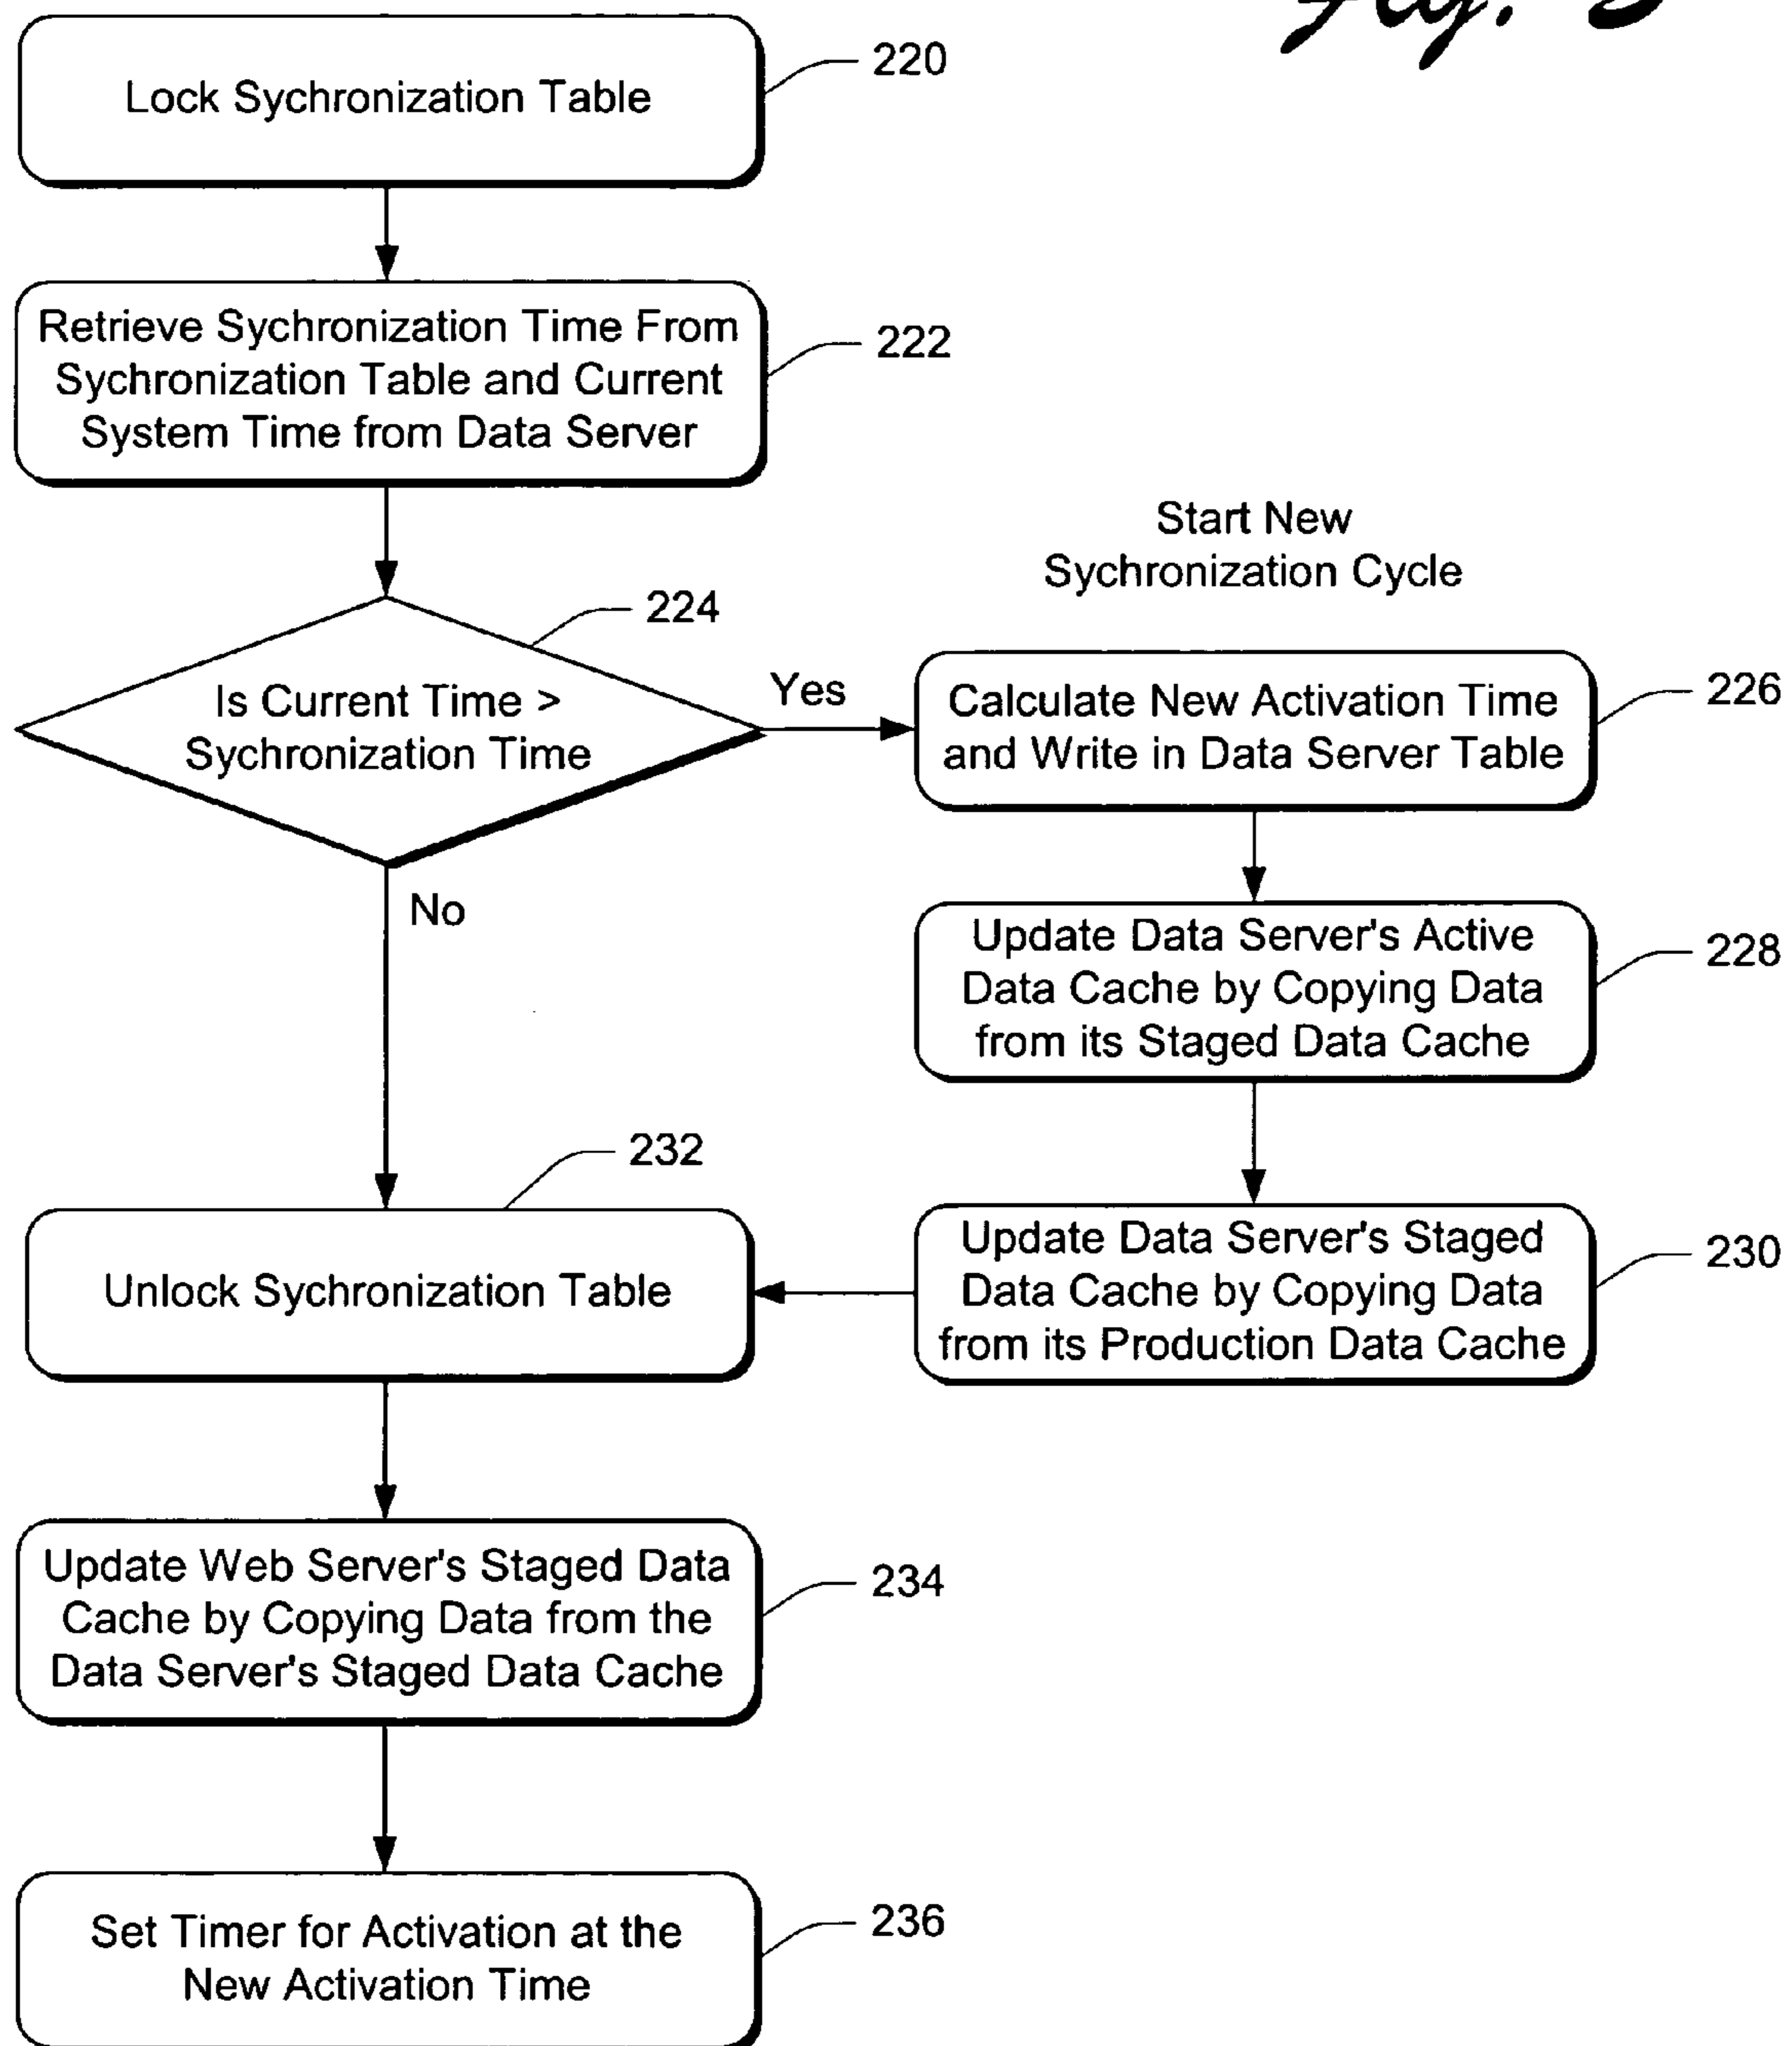 Fig.
Lock Sychronization Table
220
Retrieve Sychronization Time From
Sychronization Table and Current
System Time from Data Server
222
Start New
Sychronization Cycle
224
Is Current Time >
Sychronization Time
Yes
Calculate New Activation Time
and Write in Data Server Table
226
No
Update Data Server's Active
Data Cache by Copying Data
from its Staged Data Cache
228
232
Unlock Sychronization Table
Update Data Server's Staged
Data Cache by Copying Data
from its Production Data Cache
230
Update Web Server's Staged Data
Cache by Copying Data from the
Data Server's Staged Data Cache
234
Set Timer for Activation at the
New Activation Time
236